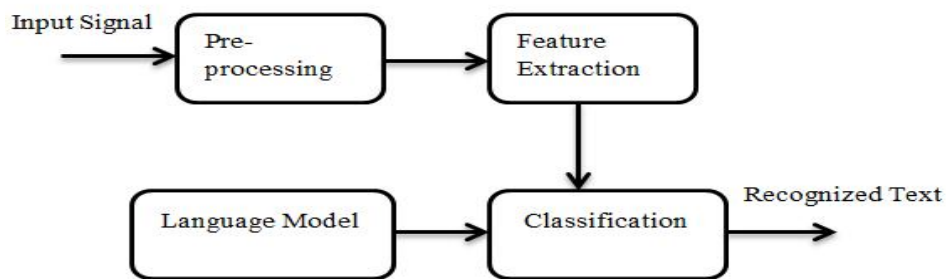 Input Signal
Pre-
processing
Feature
Extraction
Language Model
Classification
Recognized Text